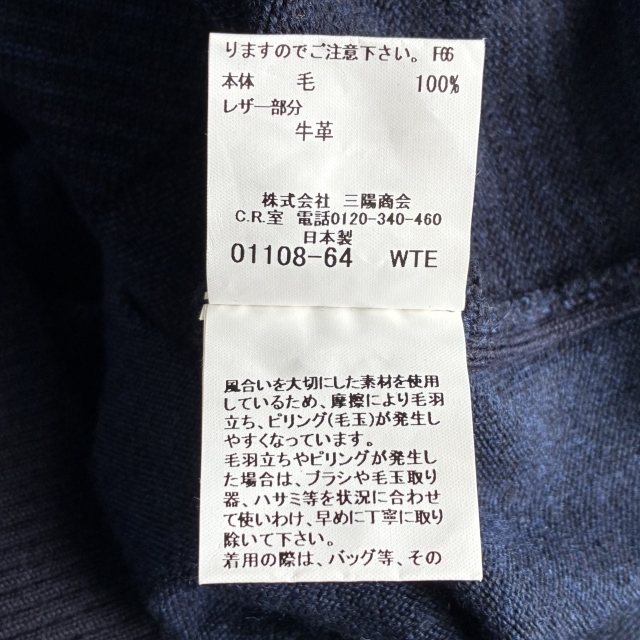 りますのでご注意下さい。 F66
本体 毛 100%
レザー部分
牛革
株式会社 三陽商会
C.R.室 電話0120-340-460
日本製
01108-64 WTE
風合いを大切にした素材を使用
しているため、摩擦により毛羽
立ち、ピリング(毛玉)が発生し
やすくなっています。
毛羽立ちやピリングが発生し
た場合は、ブラシや毛玉取り
器、ハサミ等を状況に合わせ
て使いわけ、早めに丁寧に取り
除いて下さい。
着用の際は、バッグ等、その